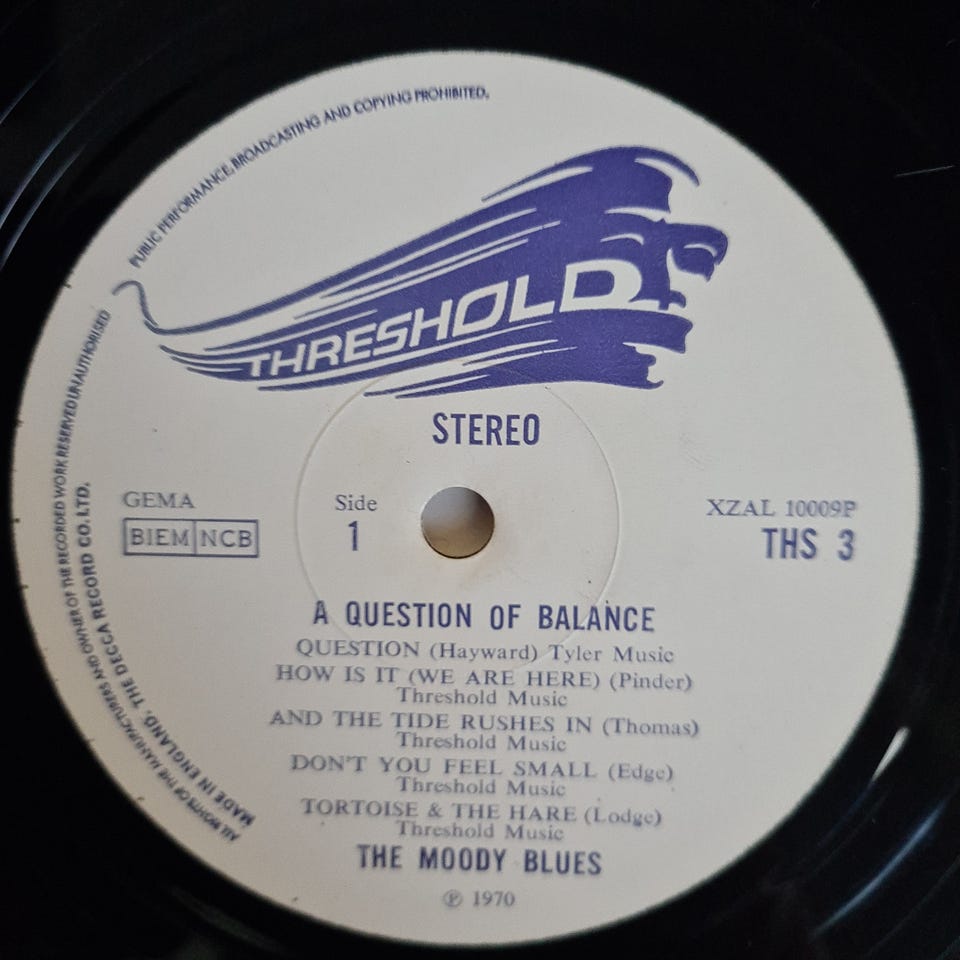 PUBLIC PERFORMANCE, BROADCASTING AND COPYING PROHIBITED.
THRESHOLD
STEREO
GEMA
BIEM NCB
Side
1
XZAL 10009P
THS 3
A QUESTION OF BALANCE
QUESTION (Hayward) Tyler Music
HOW IS IT (WE ARE HERE) (Pinder)
Threshold Music
AND THE TIDE RUSHES IN (Thomas)
Threshold Music
DON'T YOU FEEL SMALL (Edge)
Threshold Music
TORTOISE & THE HARE (Lodge)
Threshold Music
THE MOODY BLUES
℗ 1970
ALL RIGHTS OF THE MANUFACTURERS AND OWNER OF THE RECORDED WORK RESERVED UNAUTHORISED
MADE IN ENGLAND. THE DECCA RECORD CO. LTD.